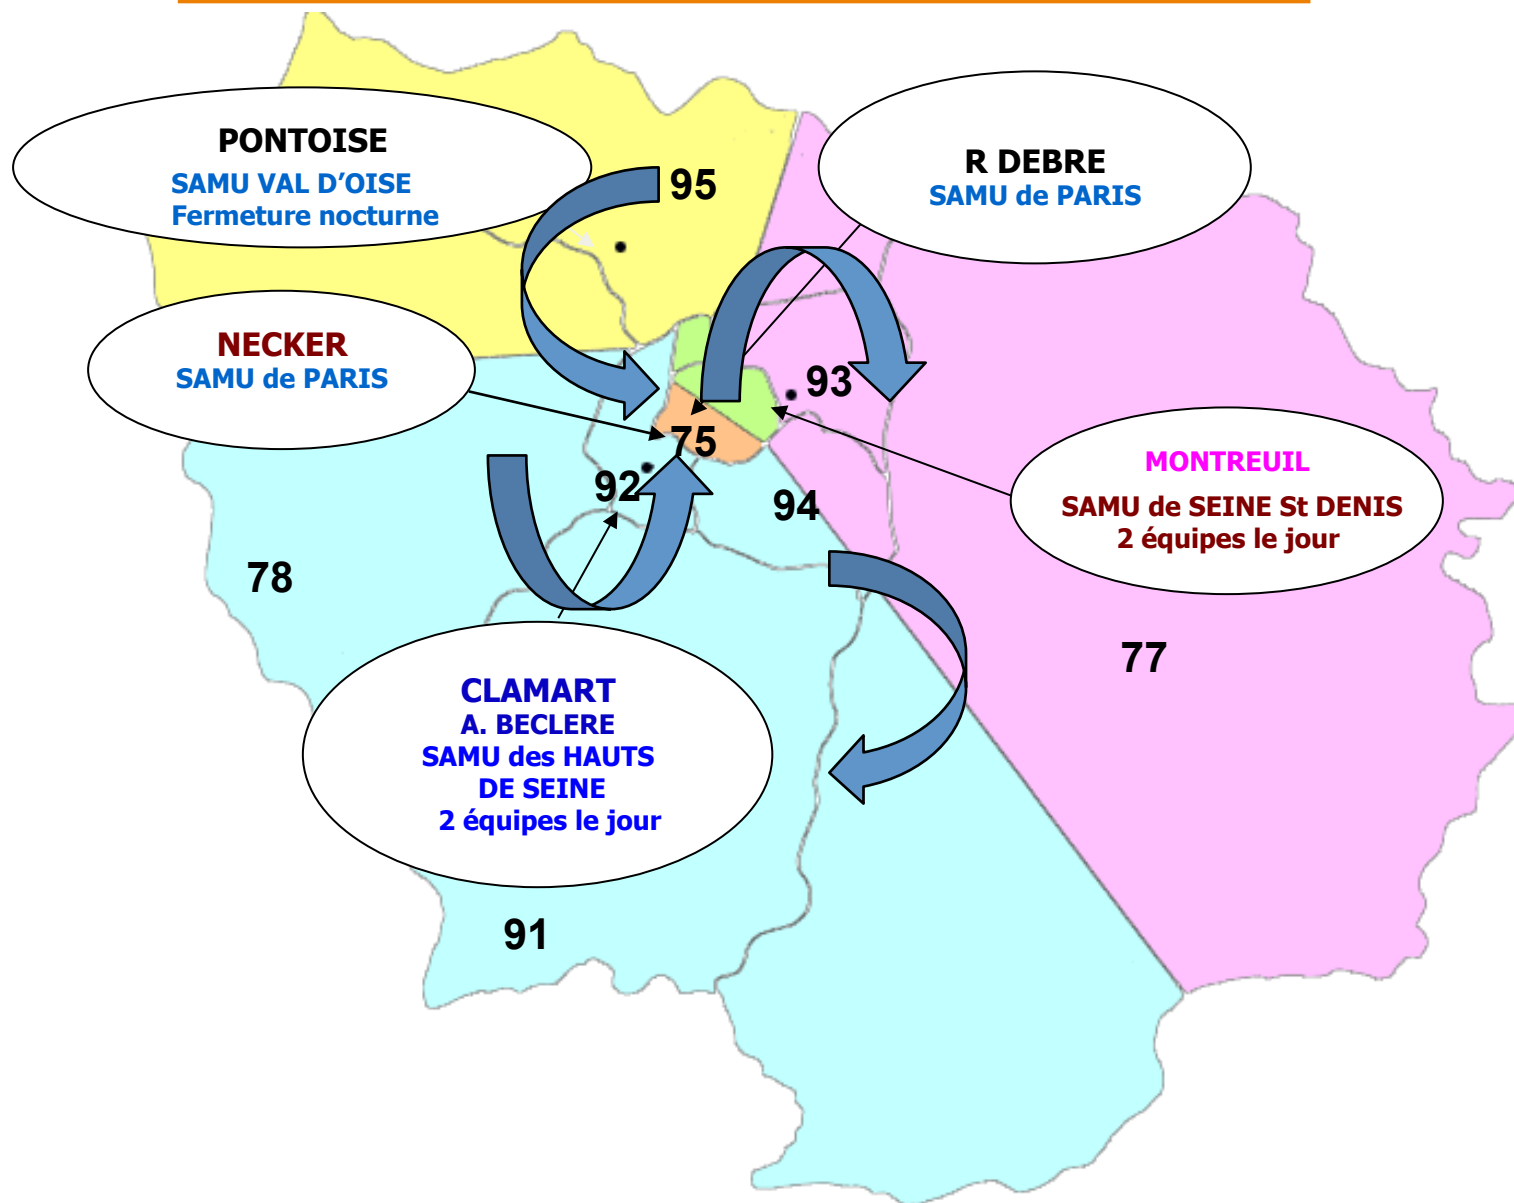 PONTOISE
SAMU VAL D’OISE
Fermeture nocturne
95
R DEBRE
SAMU de PARIS
NECKER
SAMU de PARIS
93
75
92
94
MONTREUIL
SAMU de SEINE St DENIS
2 équipes le jour
78
77
CLAMART
A. BECLERE
SAMU des HAUTS
DE SEINE
2 équipes le jour
91